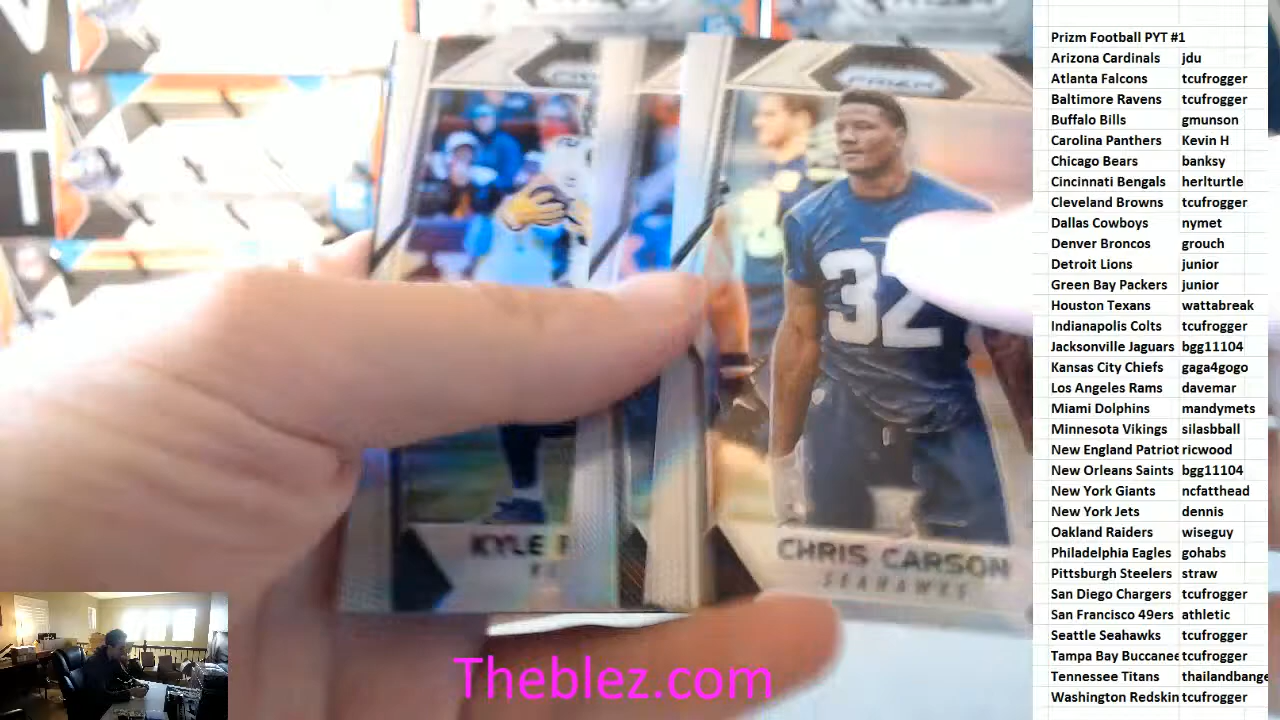 Prizm Football PYT #1
Arizona Cardinals jdu
Atlanta Falcons tcufrogger
Baltimore Ravens tcufrogger
Buffalo Bills gmunson
Carolina Panthers Kevin H
Chicago Bears banksy
Cincinnati Bengals herlturtle
Cleveland Browns tcufrogger
Dallas Cowboys nymet
Denver Broncos grouch
Detroit Lions junior
Green Bay Packers junior
Houston Texans wattabreak
Indianapolis Colts tcufrogger
Jacksonville Jaguars bgg11104
Kansas City Chiefs gaga4gogo
Los Angeles Rams davemar
Miami Dolphins mandymets
Minnesota Vikings silasbball
New England Patriot ricwood
New Orleans Saints bgg11104
New York Giants ncfatthead
New York Jets dennis
Oakland Raiders wiseguy
Philadelphia Eagles gohabs
Pittsburgh Steelers straw
San Diego Chargers tcufrogger
San Francisco 49ers athletic
Seattle Seahawks tcufrogger
Tampa Bay Buccanee tcufrogger
Tennessee Titans thailandbange
Washington Redskin tcufrogger
PRIZM
32
KYLE
CHRIS CARSON
SEAHAWKS
Theblez.com